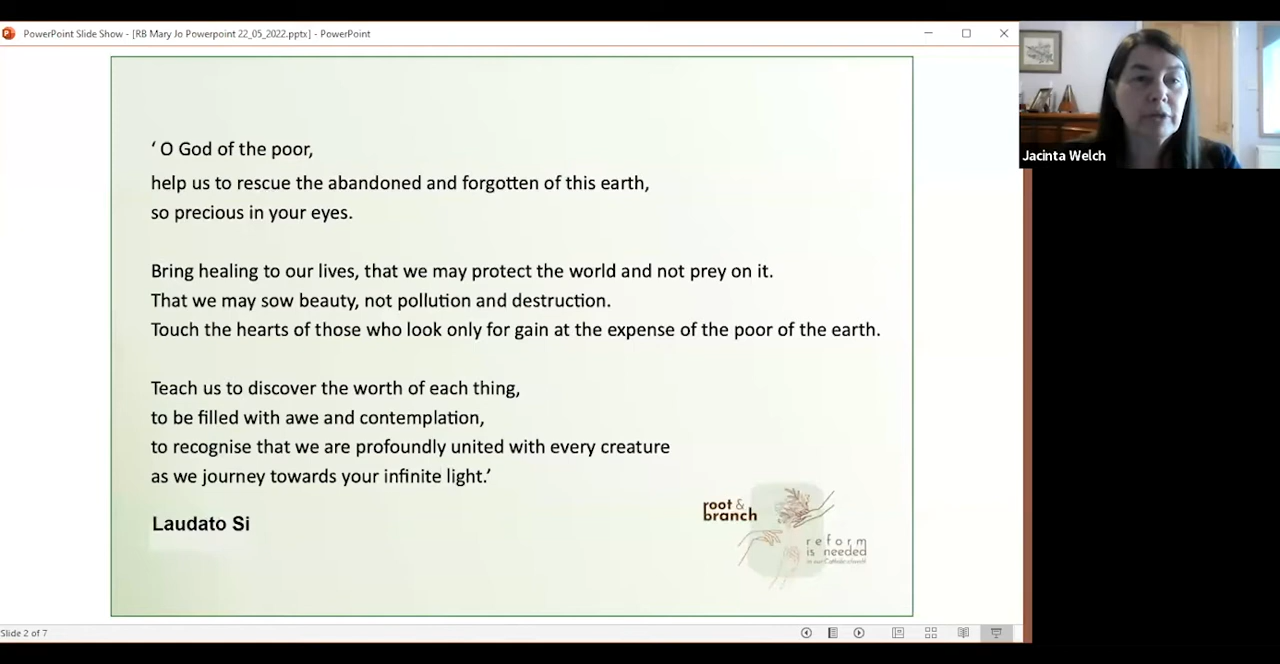 PowerPoint Slide Show - [RB Mary Jo Powerpoint 22_05_2022.pptx] - PowerPoint
Jacinta Welch
‘ O God of the poor,
help us to rescue the abandoned and forgotten of this earth,
so precious in your eyes.
Bring healing to our lives, that we may protect the world and not prey on it.
That we may sow beauty, not pollution and destruction.
Touch the hearts of those who look only for gain at the expense of the poor of the earth.
Teach us to discover the worth of each thing,
to be filled with awe and contemplation,
to recognise that we are profoundly united with every creature
as we journey towards your infinite light.’
Laudato Si
root &
branch
reform
is needed
in our Catholic church
Slide 2 of 7